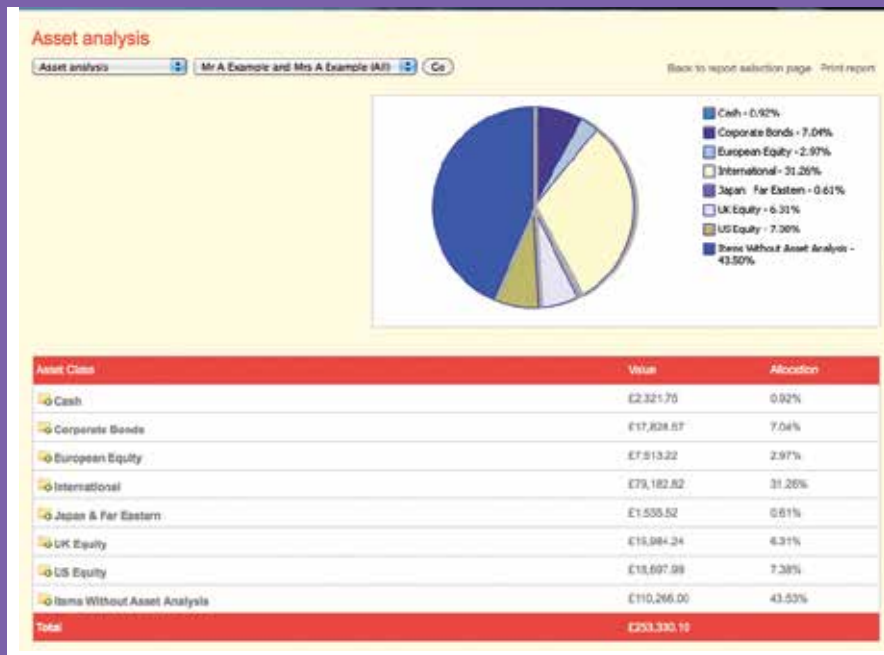 Asset analysis
Asset analysis Mr A Example and Mrs A Example (All) Go Back to report selection page Print report
Cash - 0.92%
Corporate Bonds - 7.04%
European Equity - 2.97%
International - 31.26%
Japan Far Eastern - 0.61%
UK Equity - 6.31%
US Equity - 7.38%
Items Without Asset Analysis -
43.50%
Asset Class Value Allocation
Cash £2,321.75 0.92%
Corporate Bonds £17,828.57 7.04%
European Equity £7,513.22 2.97%
International £79,182.82 31.26%
Japan & Far Eastern £1,535.52 0.61%
UK Equity £15,984.24 6.31%
US Equity £18,697.98 7.38%
Items Without Asset Analysis £110,266.00 43.53%
Total £253,330.10